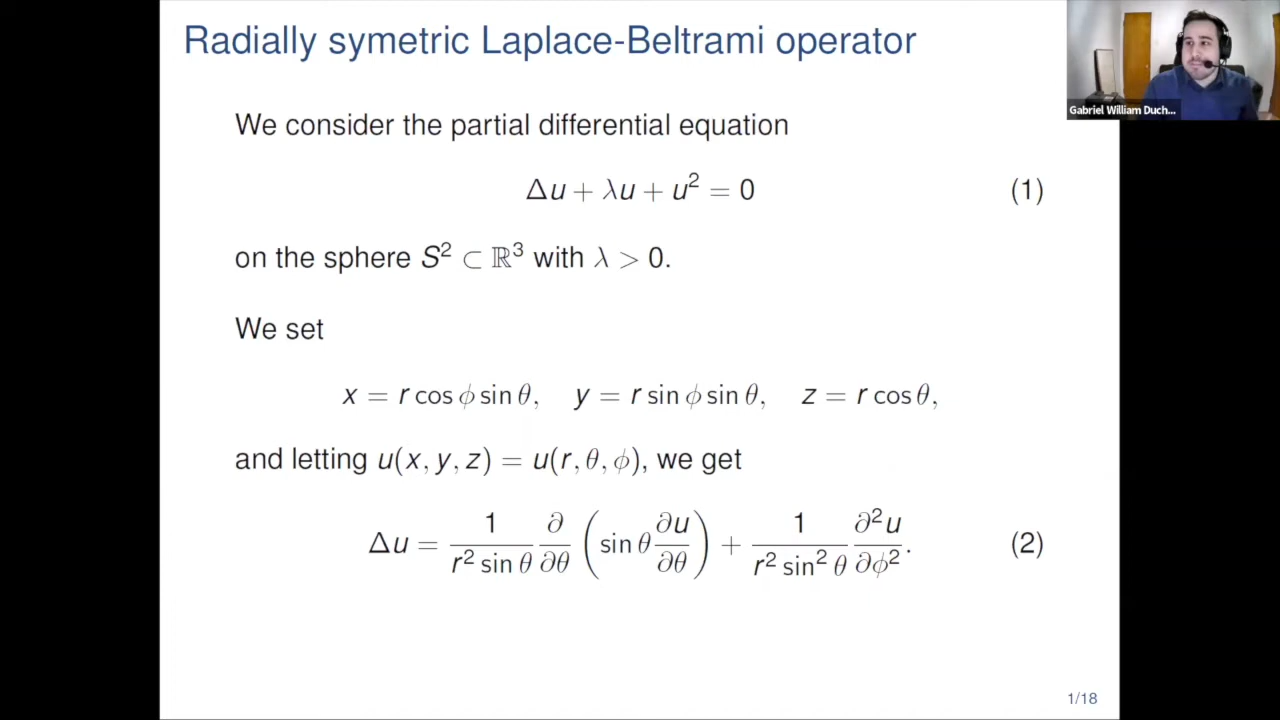 Radially symetric Laplace-Beltrami operator
Gabriel William Duch...
We consider the partial differential equation
Δu + λu + u² = 0 (1)
on the sphere S² ⊂ ℝ³ with λ > 0.
We set
x = r cos ϕ sin θ, y = r sin ϕ sin θ, z = r cos θ,
and letting u(x, y, z) = u(r, θ, ϕ), we get
Δu = 1/(r² sin θ) ∂/∂θ (sin θ ∂u/∂θ) + 1/(r² sin² θ) ∂²u/∂ϕ². (2)
1/18